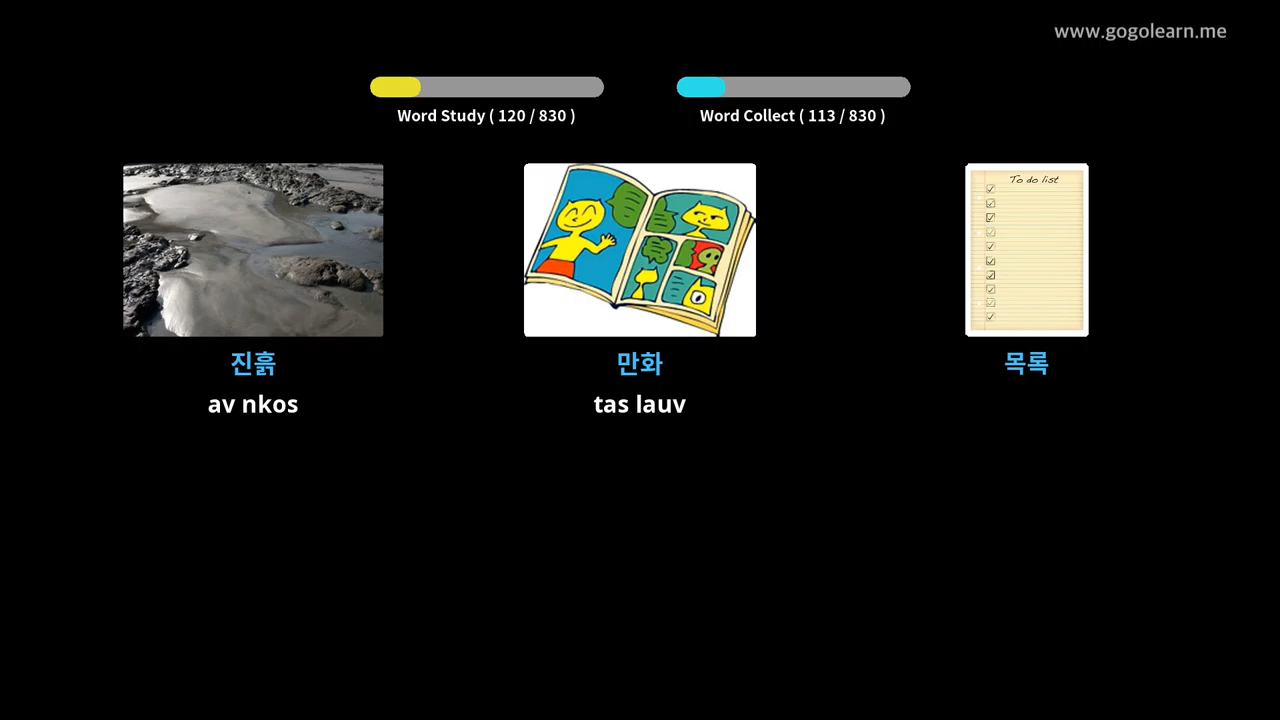 www.gogolearn.me
Word Study ( 120 / 830 )
Word Collect ( 113 / 830 )
To do list
진흙
만화
목록
av nkos
tas lauv